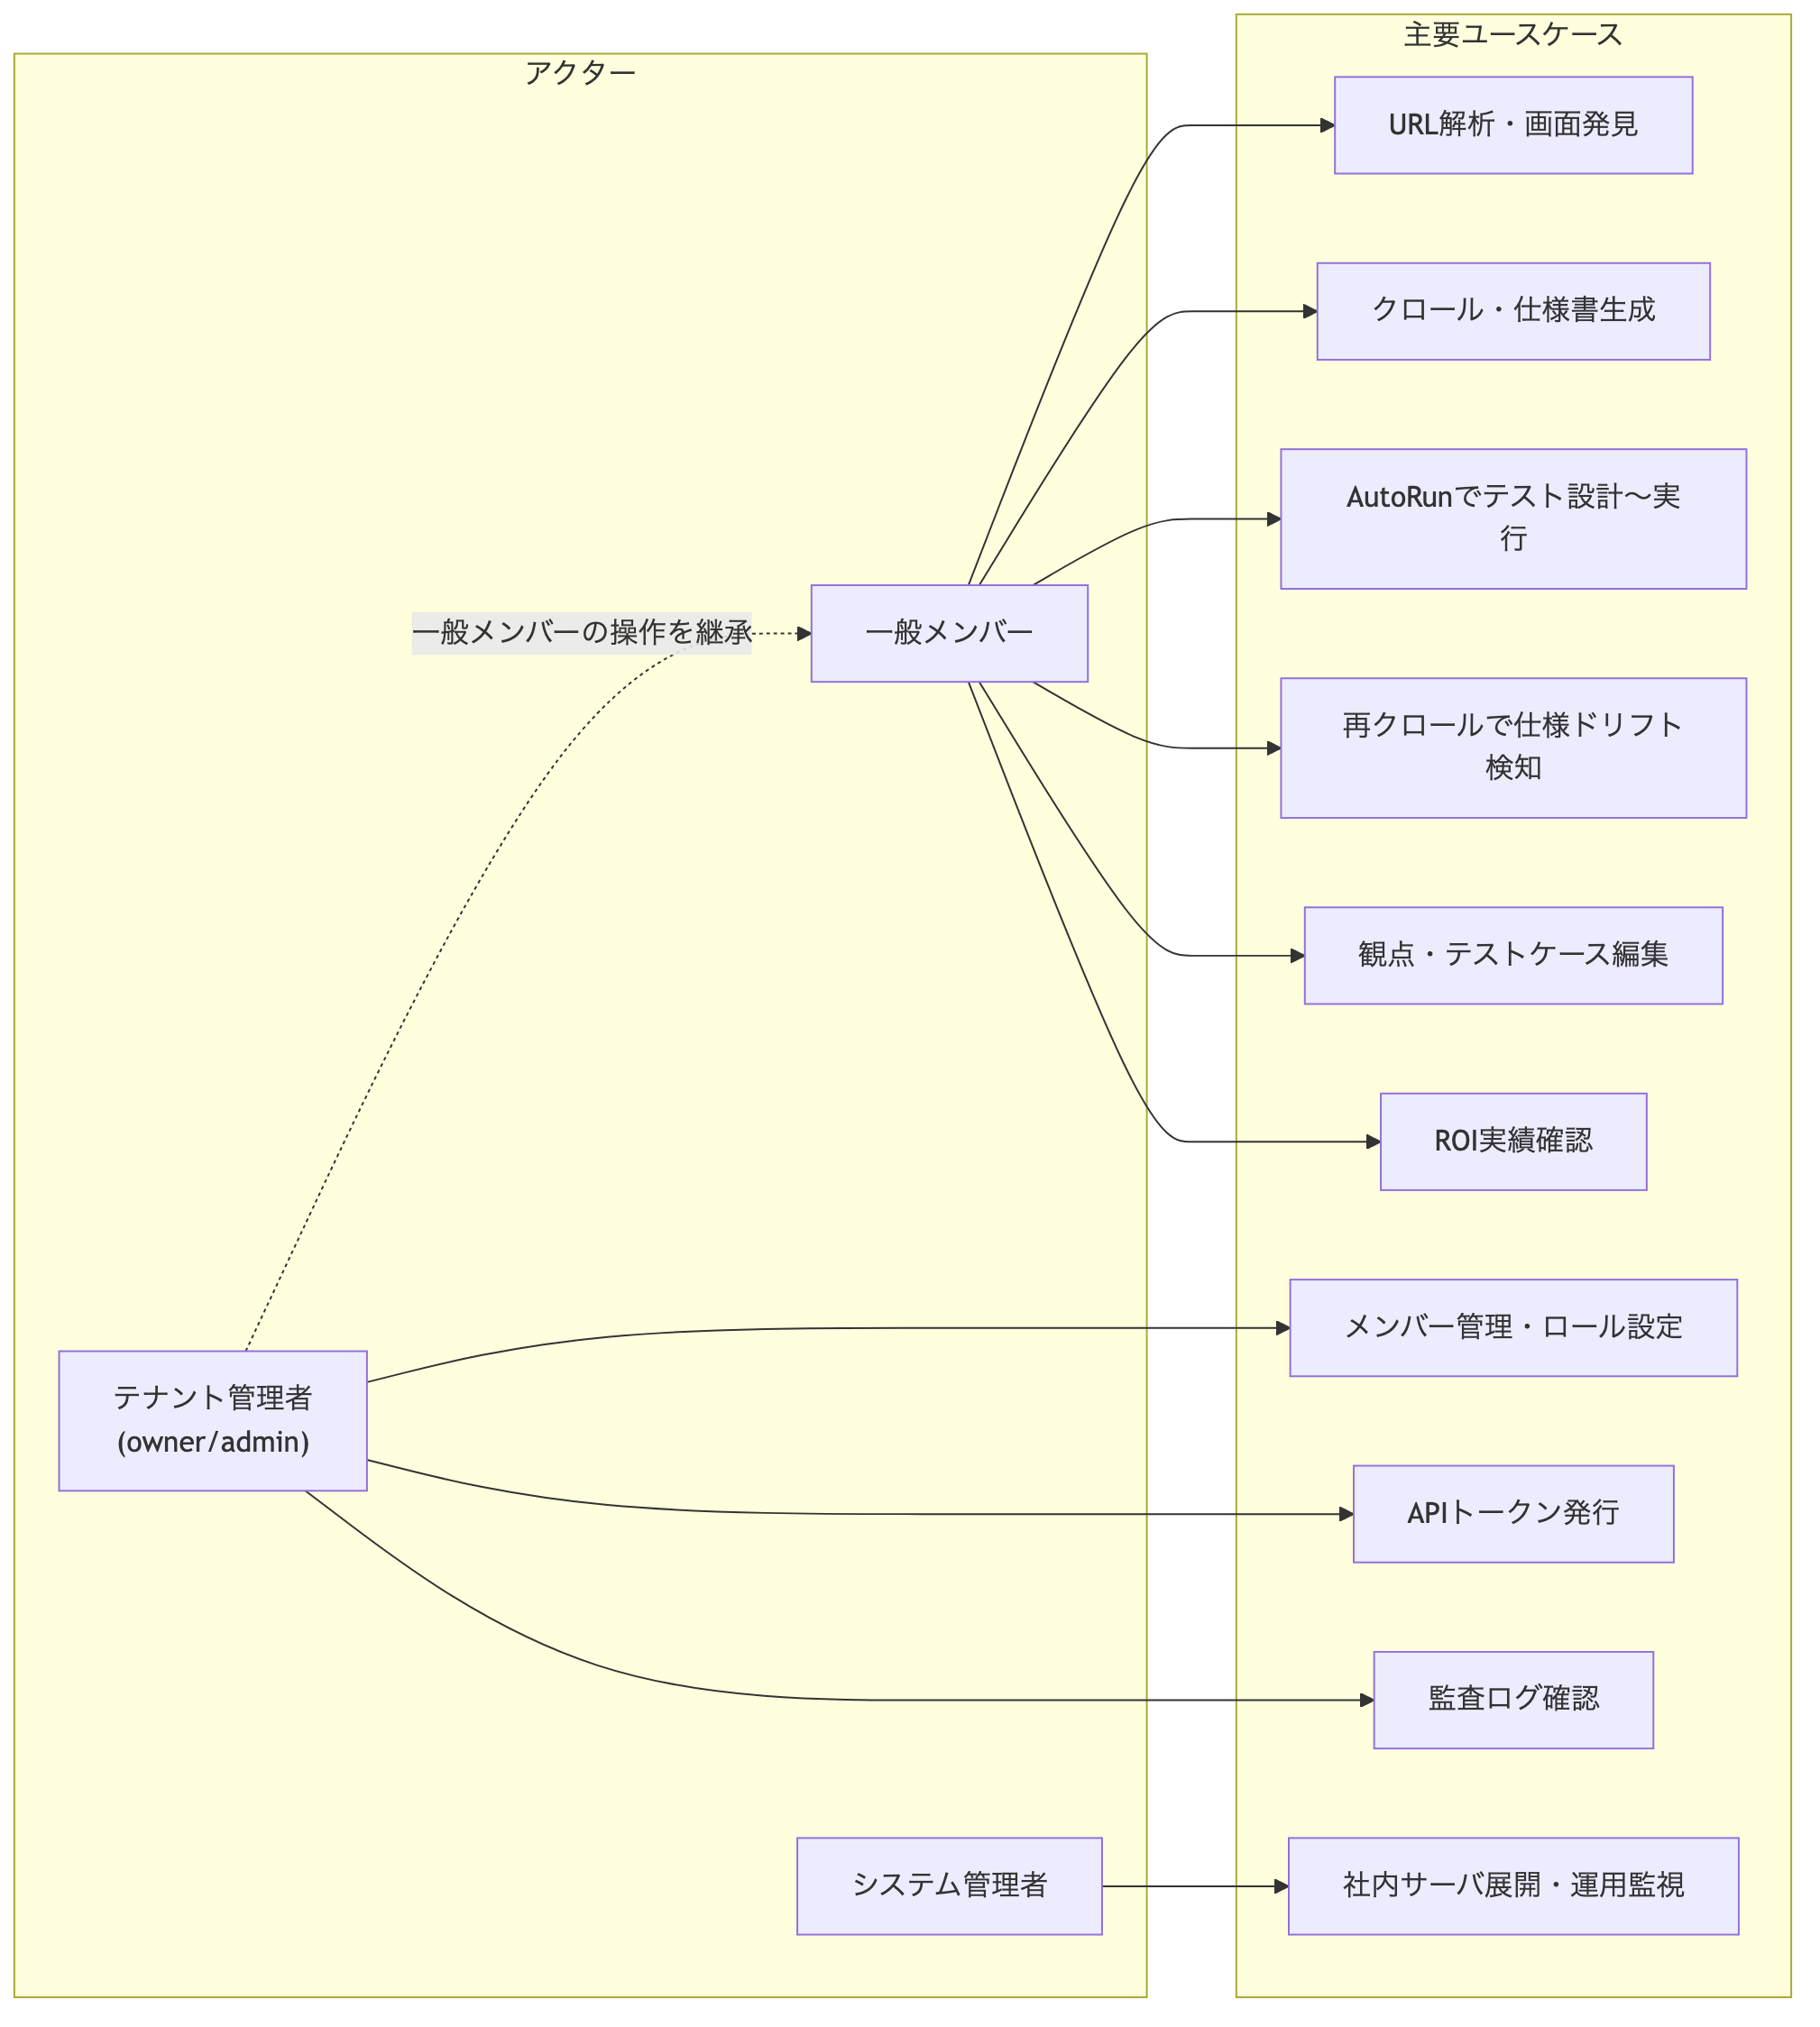 アクター
一般メンバーの操作を継承
一般メンバー
テナント管理者
(owner/admin)
システム管理者
主要ユースケース
URL解析・画面発見
クロール・仕様書生成
AutoRunでテスト設計〜実
行
再クロールで仕様ドリフト
検知
観点・テストケース編集
ROI実績確認
メンバー管理・ロール設定
APIトークン発行
監査ログ確認
社内サーバ展開・運用監視